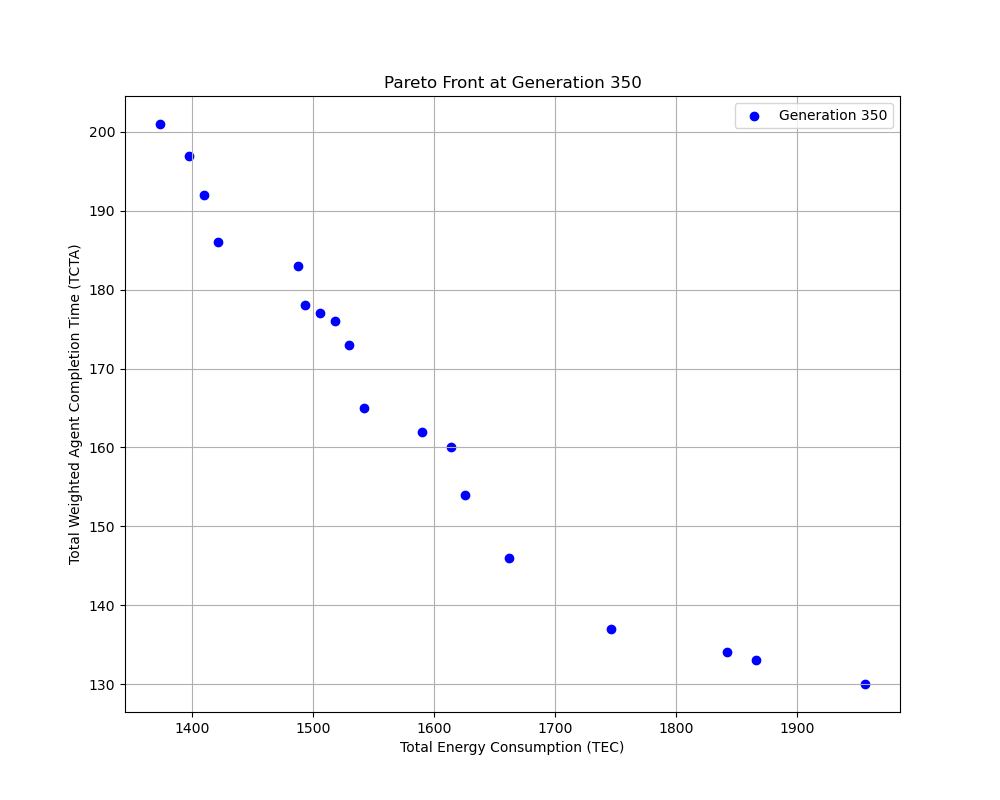 Pareto Front at Generation 350
Generation 350
Total Weighted Agent Completion Time (TCTA)
200
190
180
170
160
150
140
130
1400 1500 1600 1700 1800 1900
Total Energy Consumption (TEC)